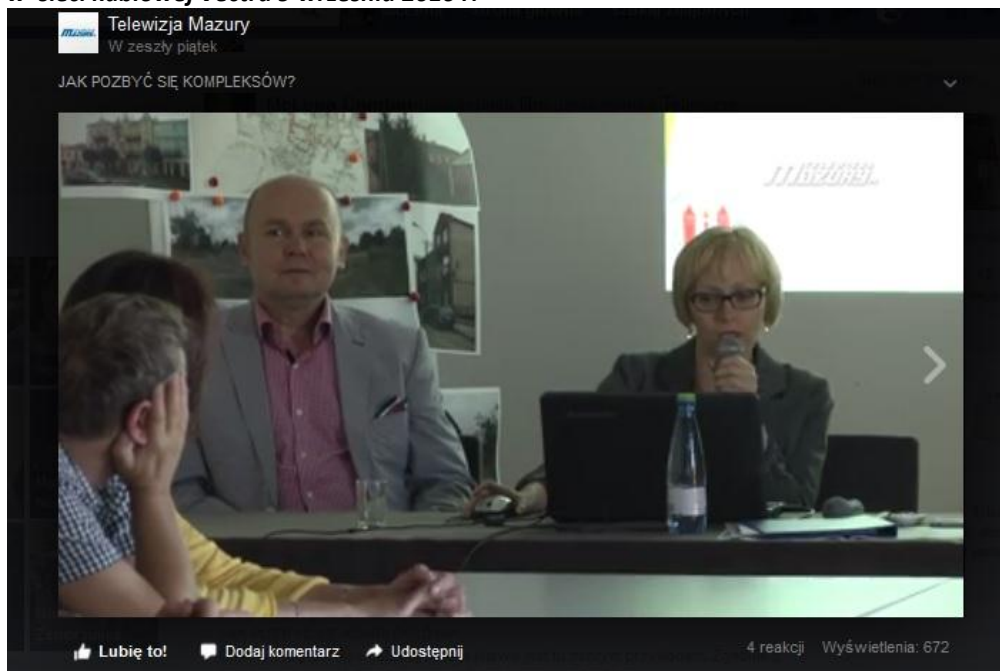 Telewizja Mazury
W zeszły piątek
JAK POZBYĆ SIĘ KOMPLEKSÓW?
Lubię to! Dodaj komentarz Udostępnij 4 reakcji Wyświetlenia: 672